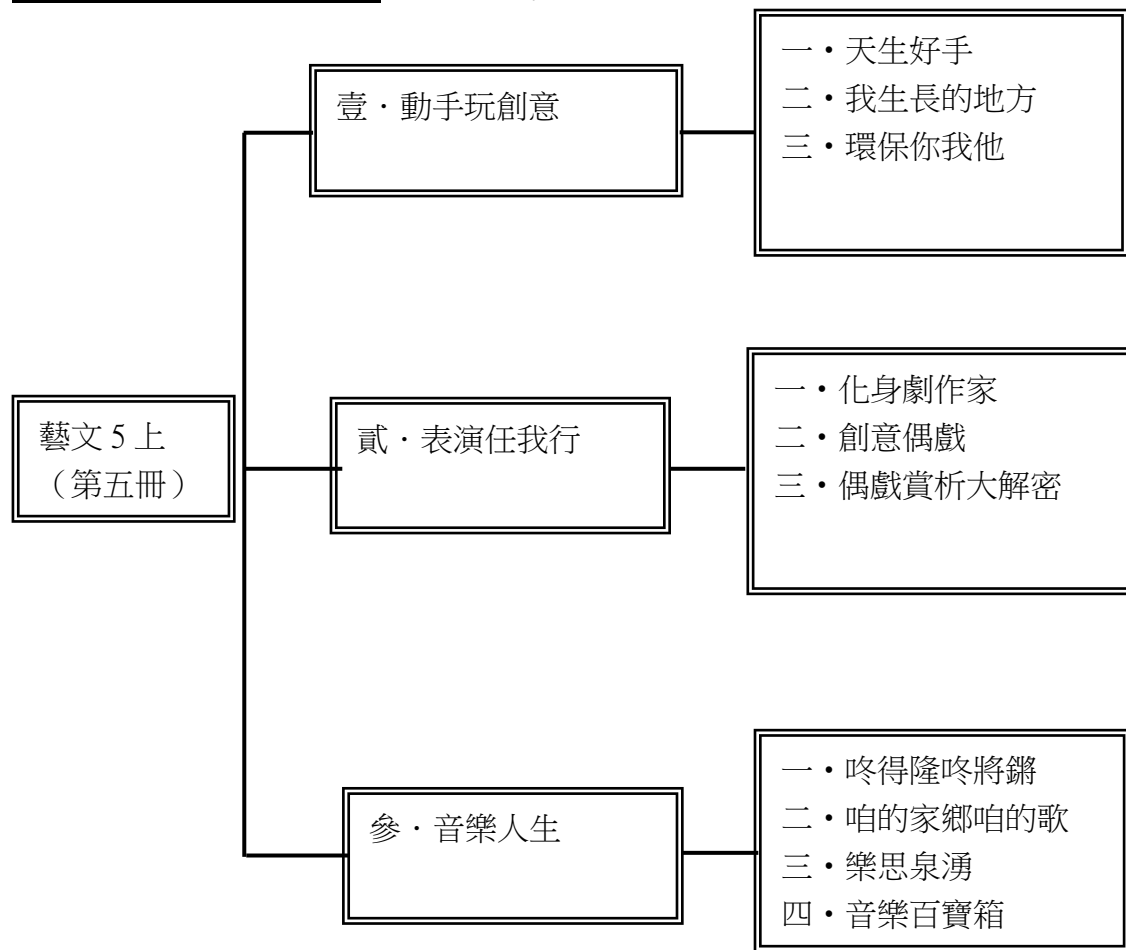 藝文 5 上
（第五冊）
壹．動手玩創意
一・天生好手
二・我生長的地方
三・環保你我他
貳．表演任我行
一・化身劇作家
二・創意偶戲
三・偶戲賞析大解密
參．音樂人生
一・咚得隆咚將鏘
二・咱的家鄉咱的歌
三・樂思泉湧
四・音樂百寶箱